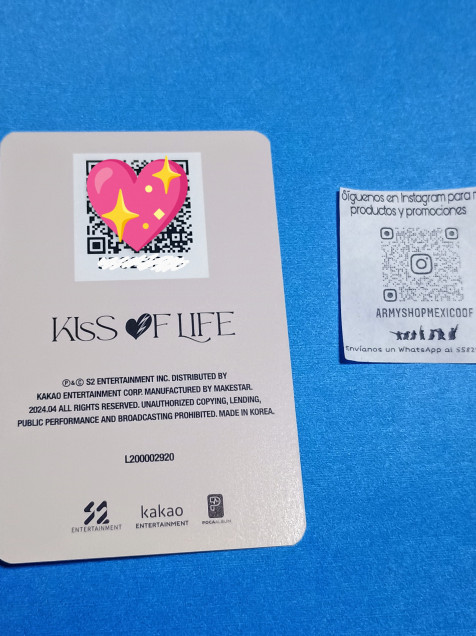 KISS OF LIFE
Ⓟ&Ⓒ S2 ENTERTAINMENT INC. DISTRIBUTED BY
KAKAO ENTERTAINMENT CORP. MANUFACTURED BY MAKESTAR.
2024.04 ALL RIGHTS RESERVED. UNAUTHORIZED COPYING, LENDING,
PUBLIC PERFORMANCE AND BROADCASTING PROHIBITED. MADE IN KOREA.
L200002920
S2
ENTERTAINMENT
kakao
ENTERTAINMENT
POCAALBUM
Síguenos en Instagram para
productos y promociones
ARMYSHOPMEXICOOF
Envíanos un WhatsApp al